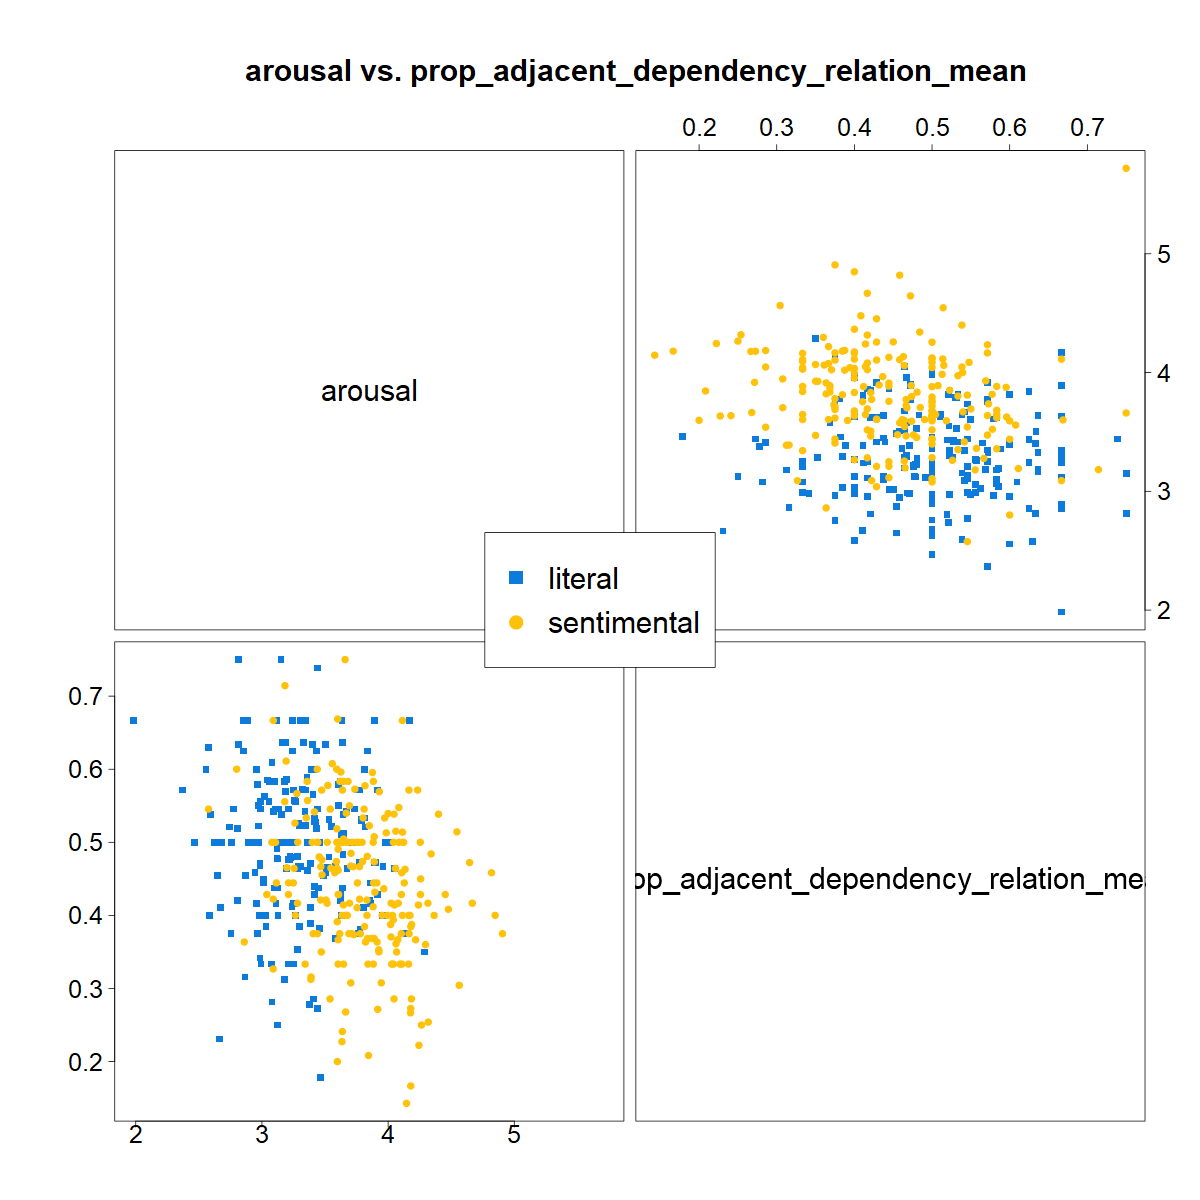 arousal vs. prop_adjacent_dependency_relation_mean
0.2 0.3 0.4 0.5 0.6 0.7
arousal
5
4
3
2
literal
sentimental
0.7
0.6
0.5
0.4
0.3
0.2
op_adjacent_dependency_relation_me
2 3 4 5